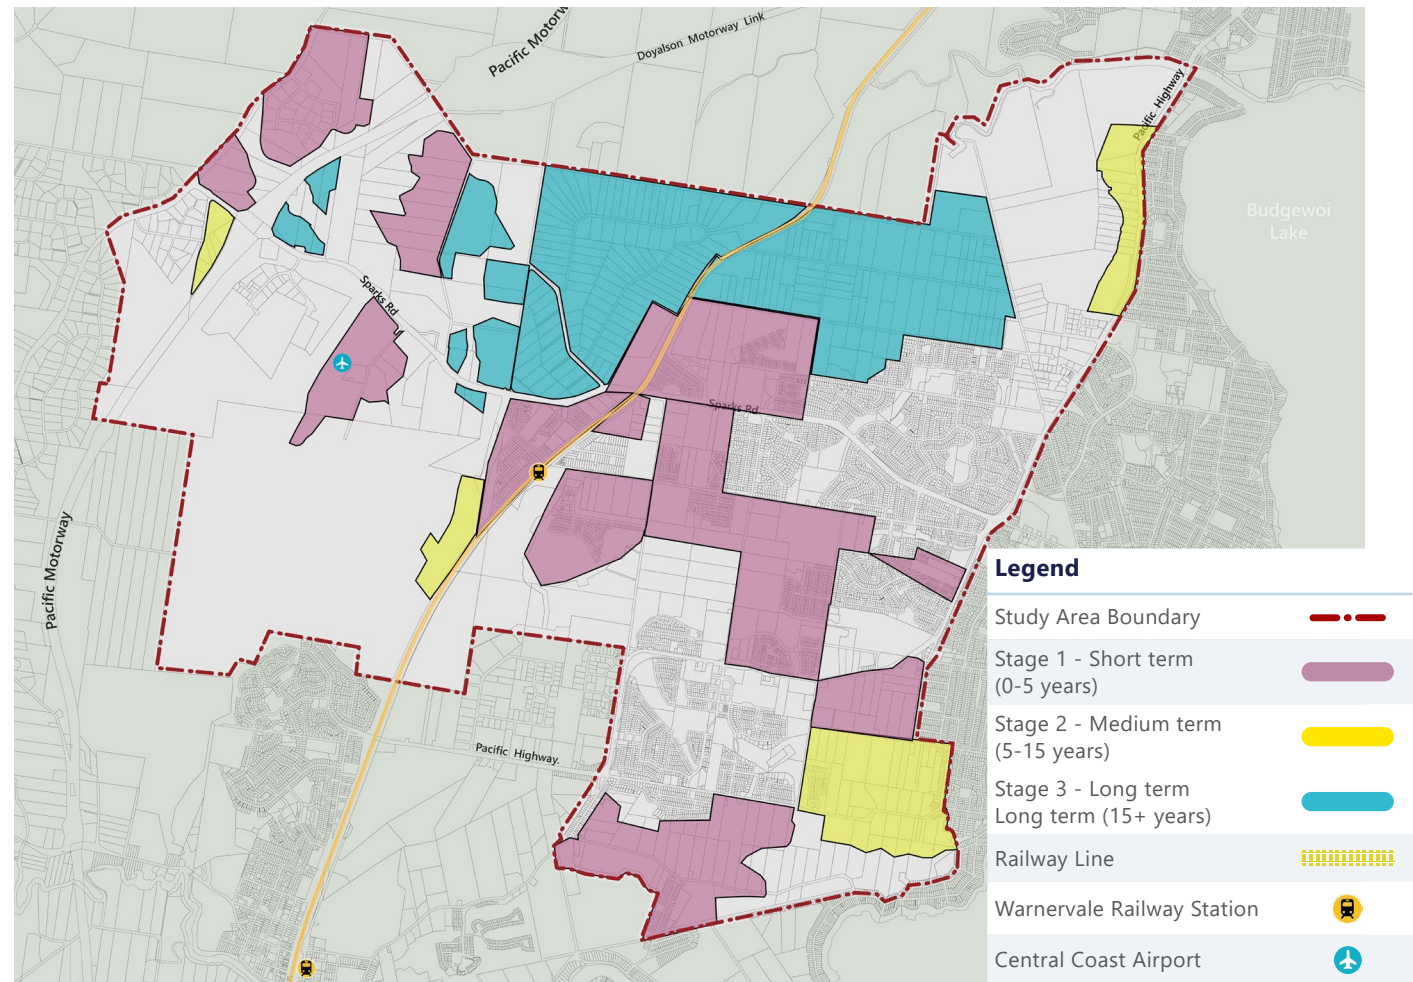 Pacific Motorw
Doyalson Motorway Link
Pacific Highway
Budgewoi
Lake
Sparks Rd
Sparks Rd
Pacific Motorway
Pacific Highway.
Legend
Study Area Boundary
Stage 1 - Short term
(0-5 years)
Stage 2 - Medium term
(5-15 years)
Stage 3 - Long term
Long term (15+ years)
Railway Line
Warnervale Railway Station
Central Coast Airport